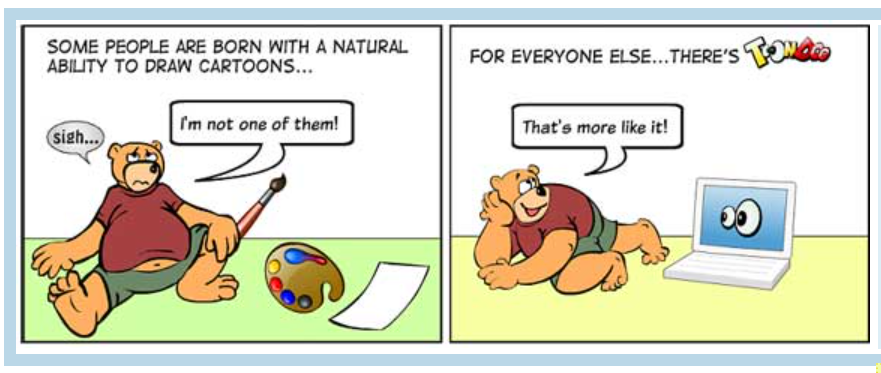 SOME PEOPLE ARE BORN WITH A NATURAL
ABILITY TO DRAW CARTOONS...
sigh...
I'm not one of them!
FOR EVERYONE ELSE...THERE'S TOONDOO
That's more like it!